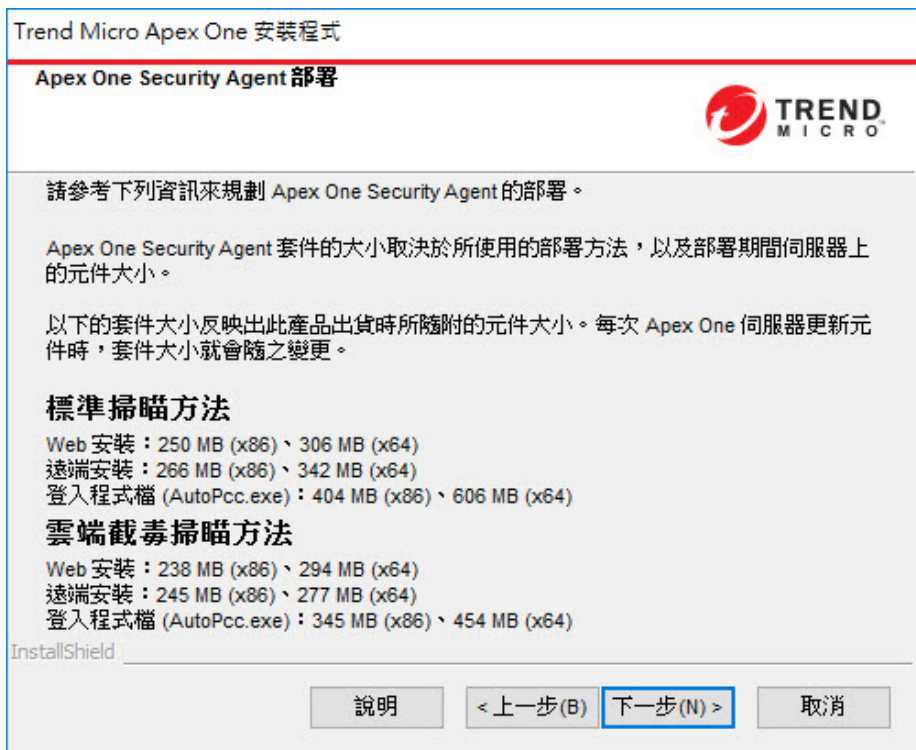 Trend Micro Apex One 安裝程式
Apex One Security Agent 部署
TREND
MICRO
請參考下列資訊來規劃 Apex One Security Agent 的部署。
Apex One Security Agent 套件的大小取決於所使用的部署方法，以及部署期間伺服器上
的元件大小。
以下的套件大小反映出此產品出貨時所隨附的元件大小。每次 Apex One 伺服器更新元
件時，套件大小就會隨之變更。
標準掃瞄方法
Web 安裝：250 MB (x86)、306 MB (x64)
遠端安裝：266 MB (x86)、342 MB (x64)
登入程式檔 (AutoPcc.exe)：404 MB (x86)、606 MB (x64)
雲端截毒掃瞄方法
Web 安裝：238 MB (x86)、294 MB (x64)
遠端安裝：245 MB (x86)、277 MB (x64)
登入程式檔 (AutoPcc.exe)：345 MB (x86)、454 MB (x64)
InstallShield
說明
< 上一步(B)
下一步(N) >
取消